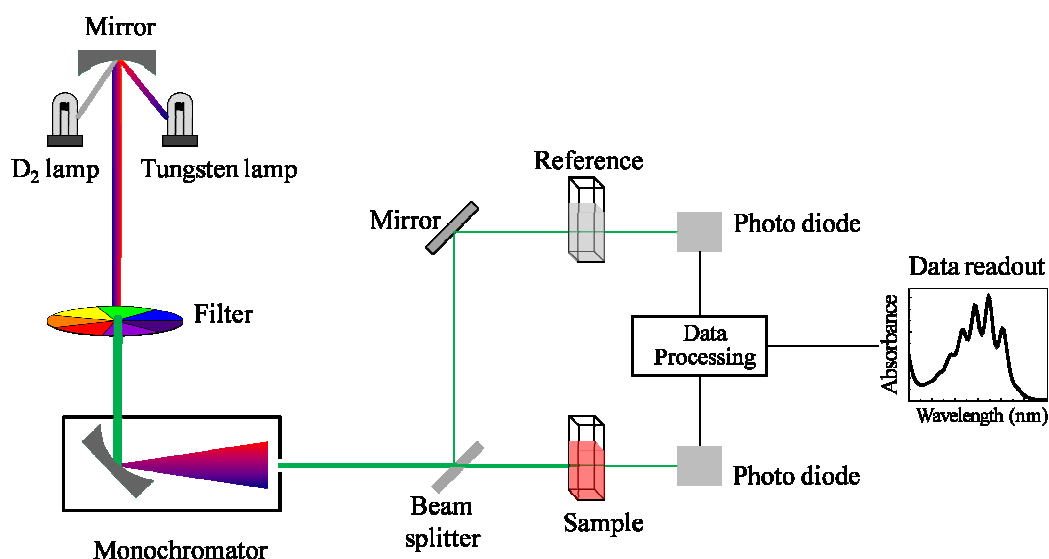 Mirror
D₂ lamp
Tungsten lamp
Filter
Monochromator
Mirror
Reference
Photo diode
Beam
splitter
Sample
Photo diode
Data
Processing
Data readout
Absorbance
Wavelength (nm)